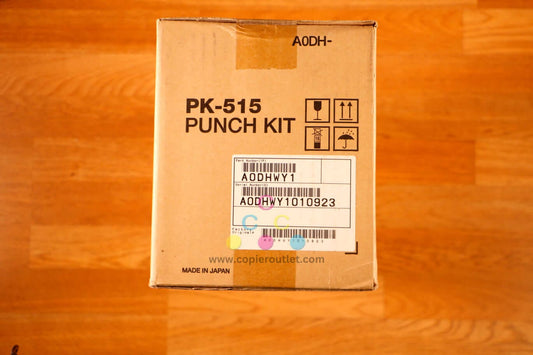 A0DH-
PK-515
PUNCH KIT
A0DHWY1
A0DHWY1010923
C
C C
www.copieroutlet.com
MADE IN JAPAN